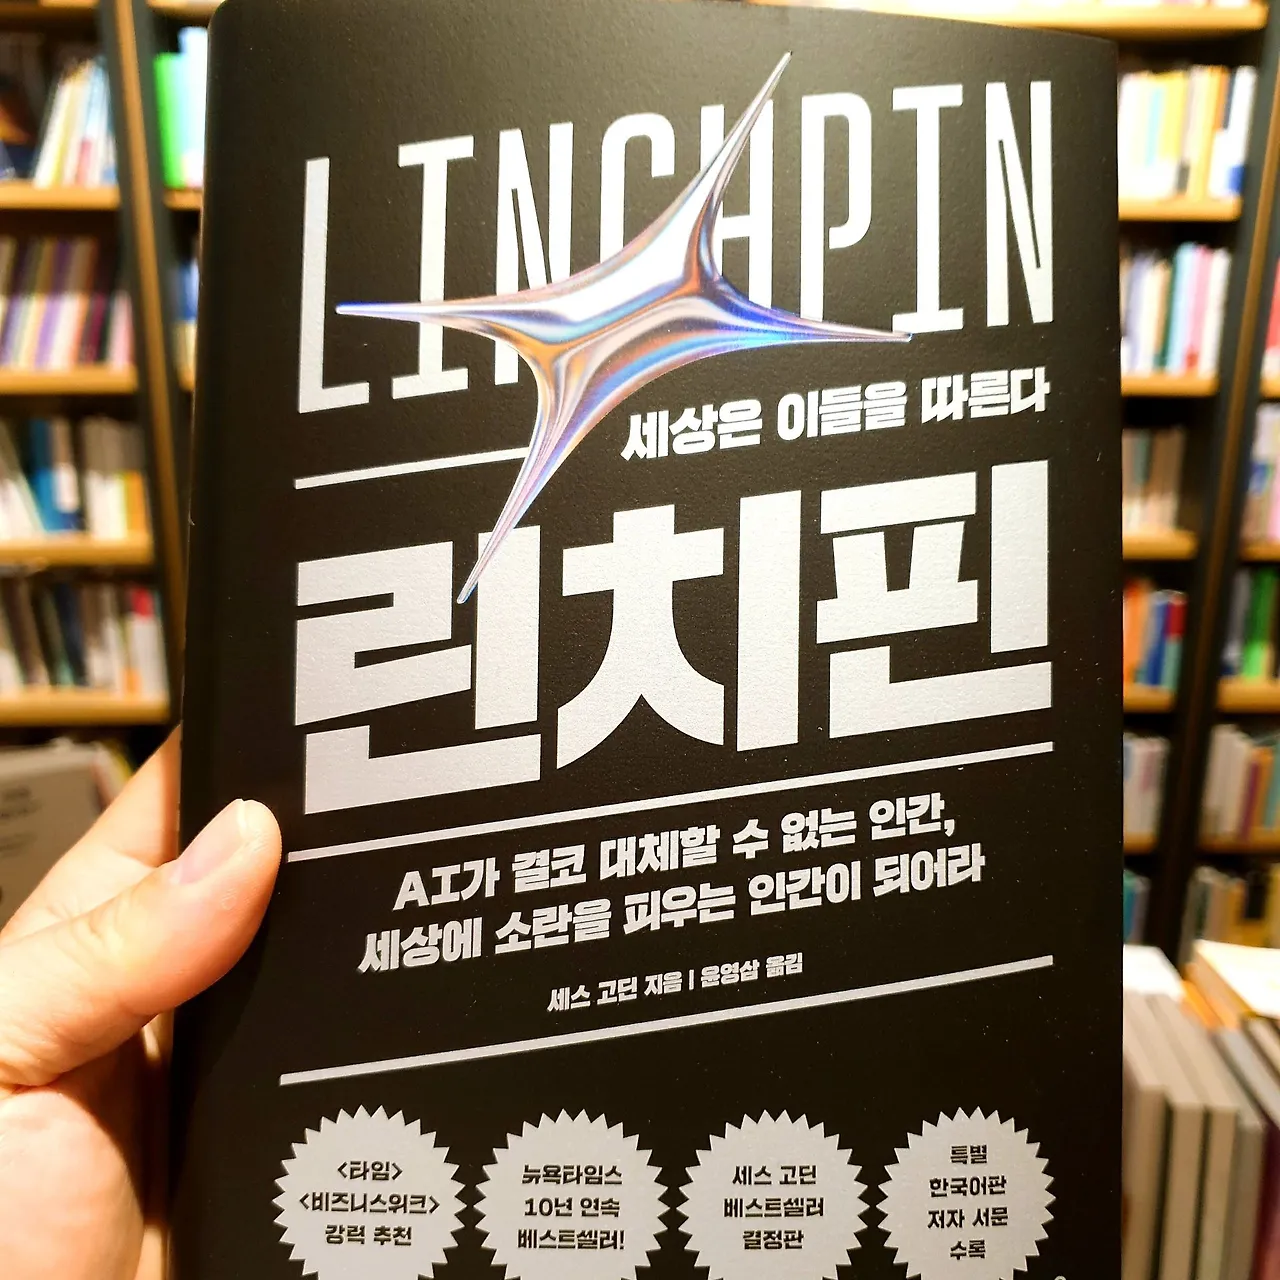 LINCHPIN
세상은 이들을 따른다
린치핀
AI가 결코 대체할 수 없는 인간,
세상에 소란을 피우는 인간이 되어라
세스 고딘 지음 | 윤영삼 옮김
<타임>
<비즈니스위크>
강력 추천
뉴욕타임스
10년 연속
베스트셀러!
세스 고딘
베스트셀러
결정판
특별
한국어판
저자 서문
수록